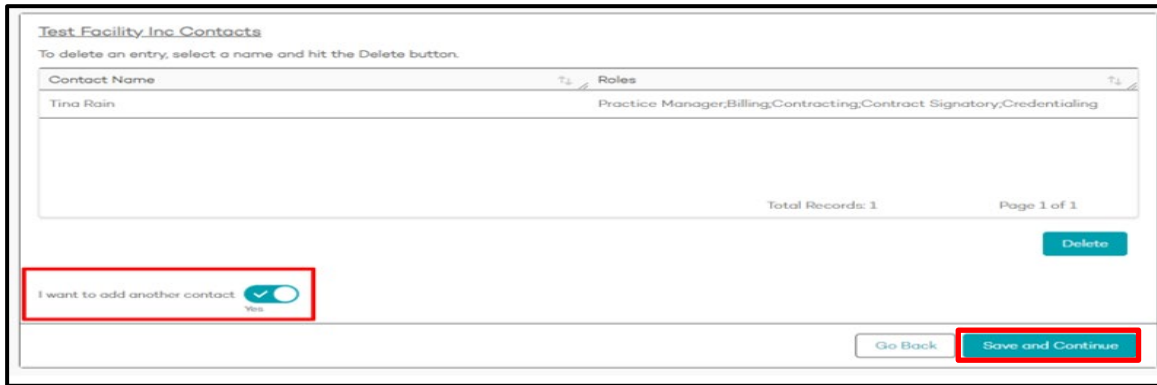 Test Facility Inc Contacts
To delete an entry, select a name and hit the Delete button.
Contact Name Roles
Tina Rain Practice Manager;Billing;Contracting;Contract Signatory;Credentialing
Total Records: 1 Page 1 of 1
Delete
I want to add another contact
Yes
Go Back Save and Continue